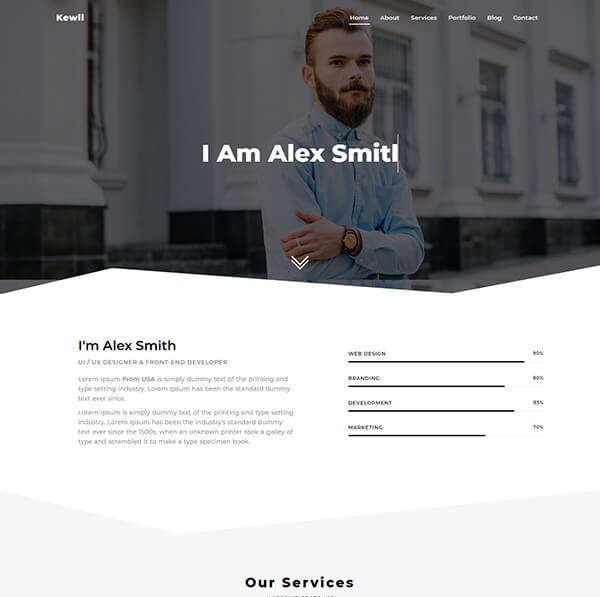 Kewll
Home About Services Portfolio Blog Contact
I Am Alex Smit
I'm Alex Smith
UI / UX DESIGNER & FRONT-END DEVELOPER
Lorem Ipsum From USA is simply dummy text of the printing and
type setting industry. Lorem Ipsum has been the standard dummy
text ever since.
Lorem Ipsum is simply dummy text of the printing and type setting
industry. Lorem Ipsum has been the industry's standard dummy
text ever since the 1500s, when an unknown printer took a galley of
type and scrambled it to make a type specimen book.
WEB DESIGN 90%
BRANDING 80%
DEVELOPMENT 85%
MARKETING 70%
Our Services